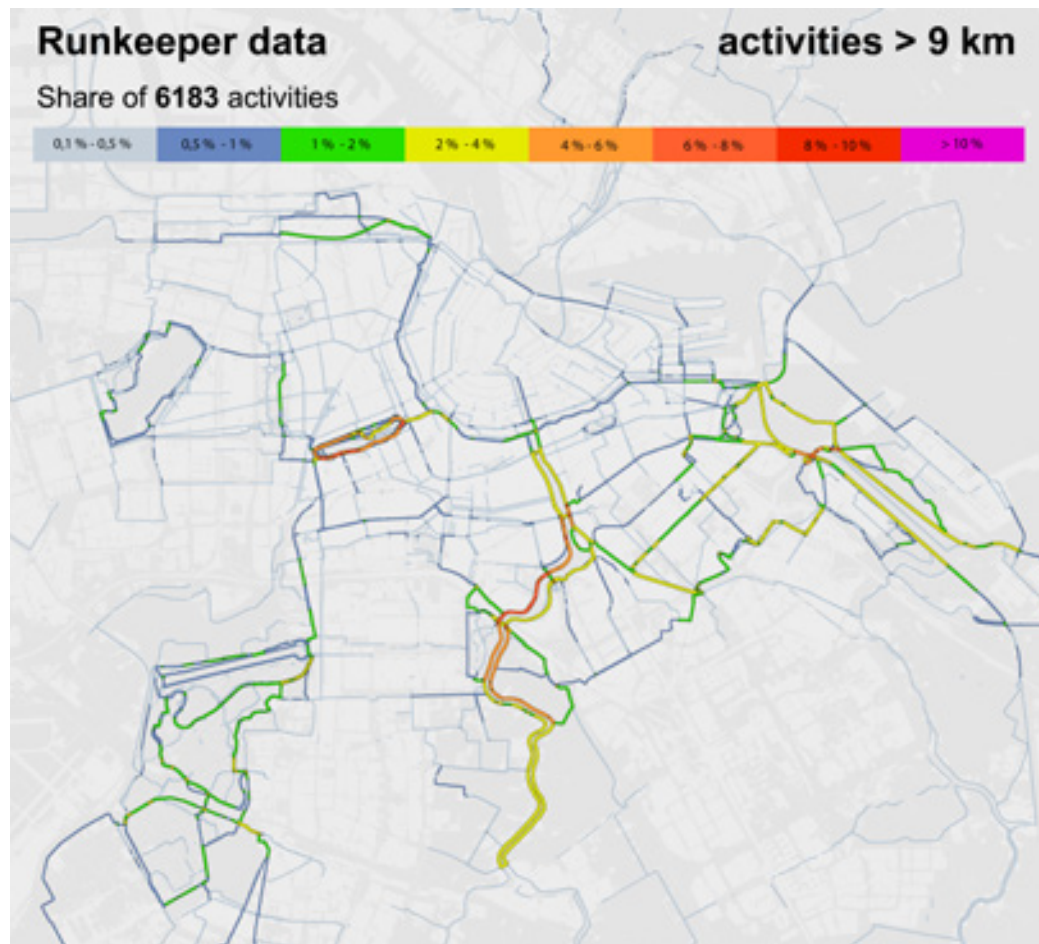 Runkeeper data
activities > 9 km
Share of 6183 activities
0,1 % - 0,5 %
0,5 % - 1 %
1 % - 2 %
2 % - 4 %
4 % - 6 %
6 % - 8 %
8 % - 10 %
> 10 %